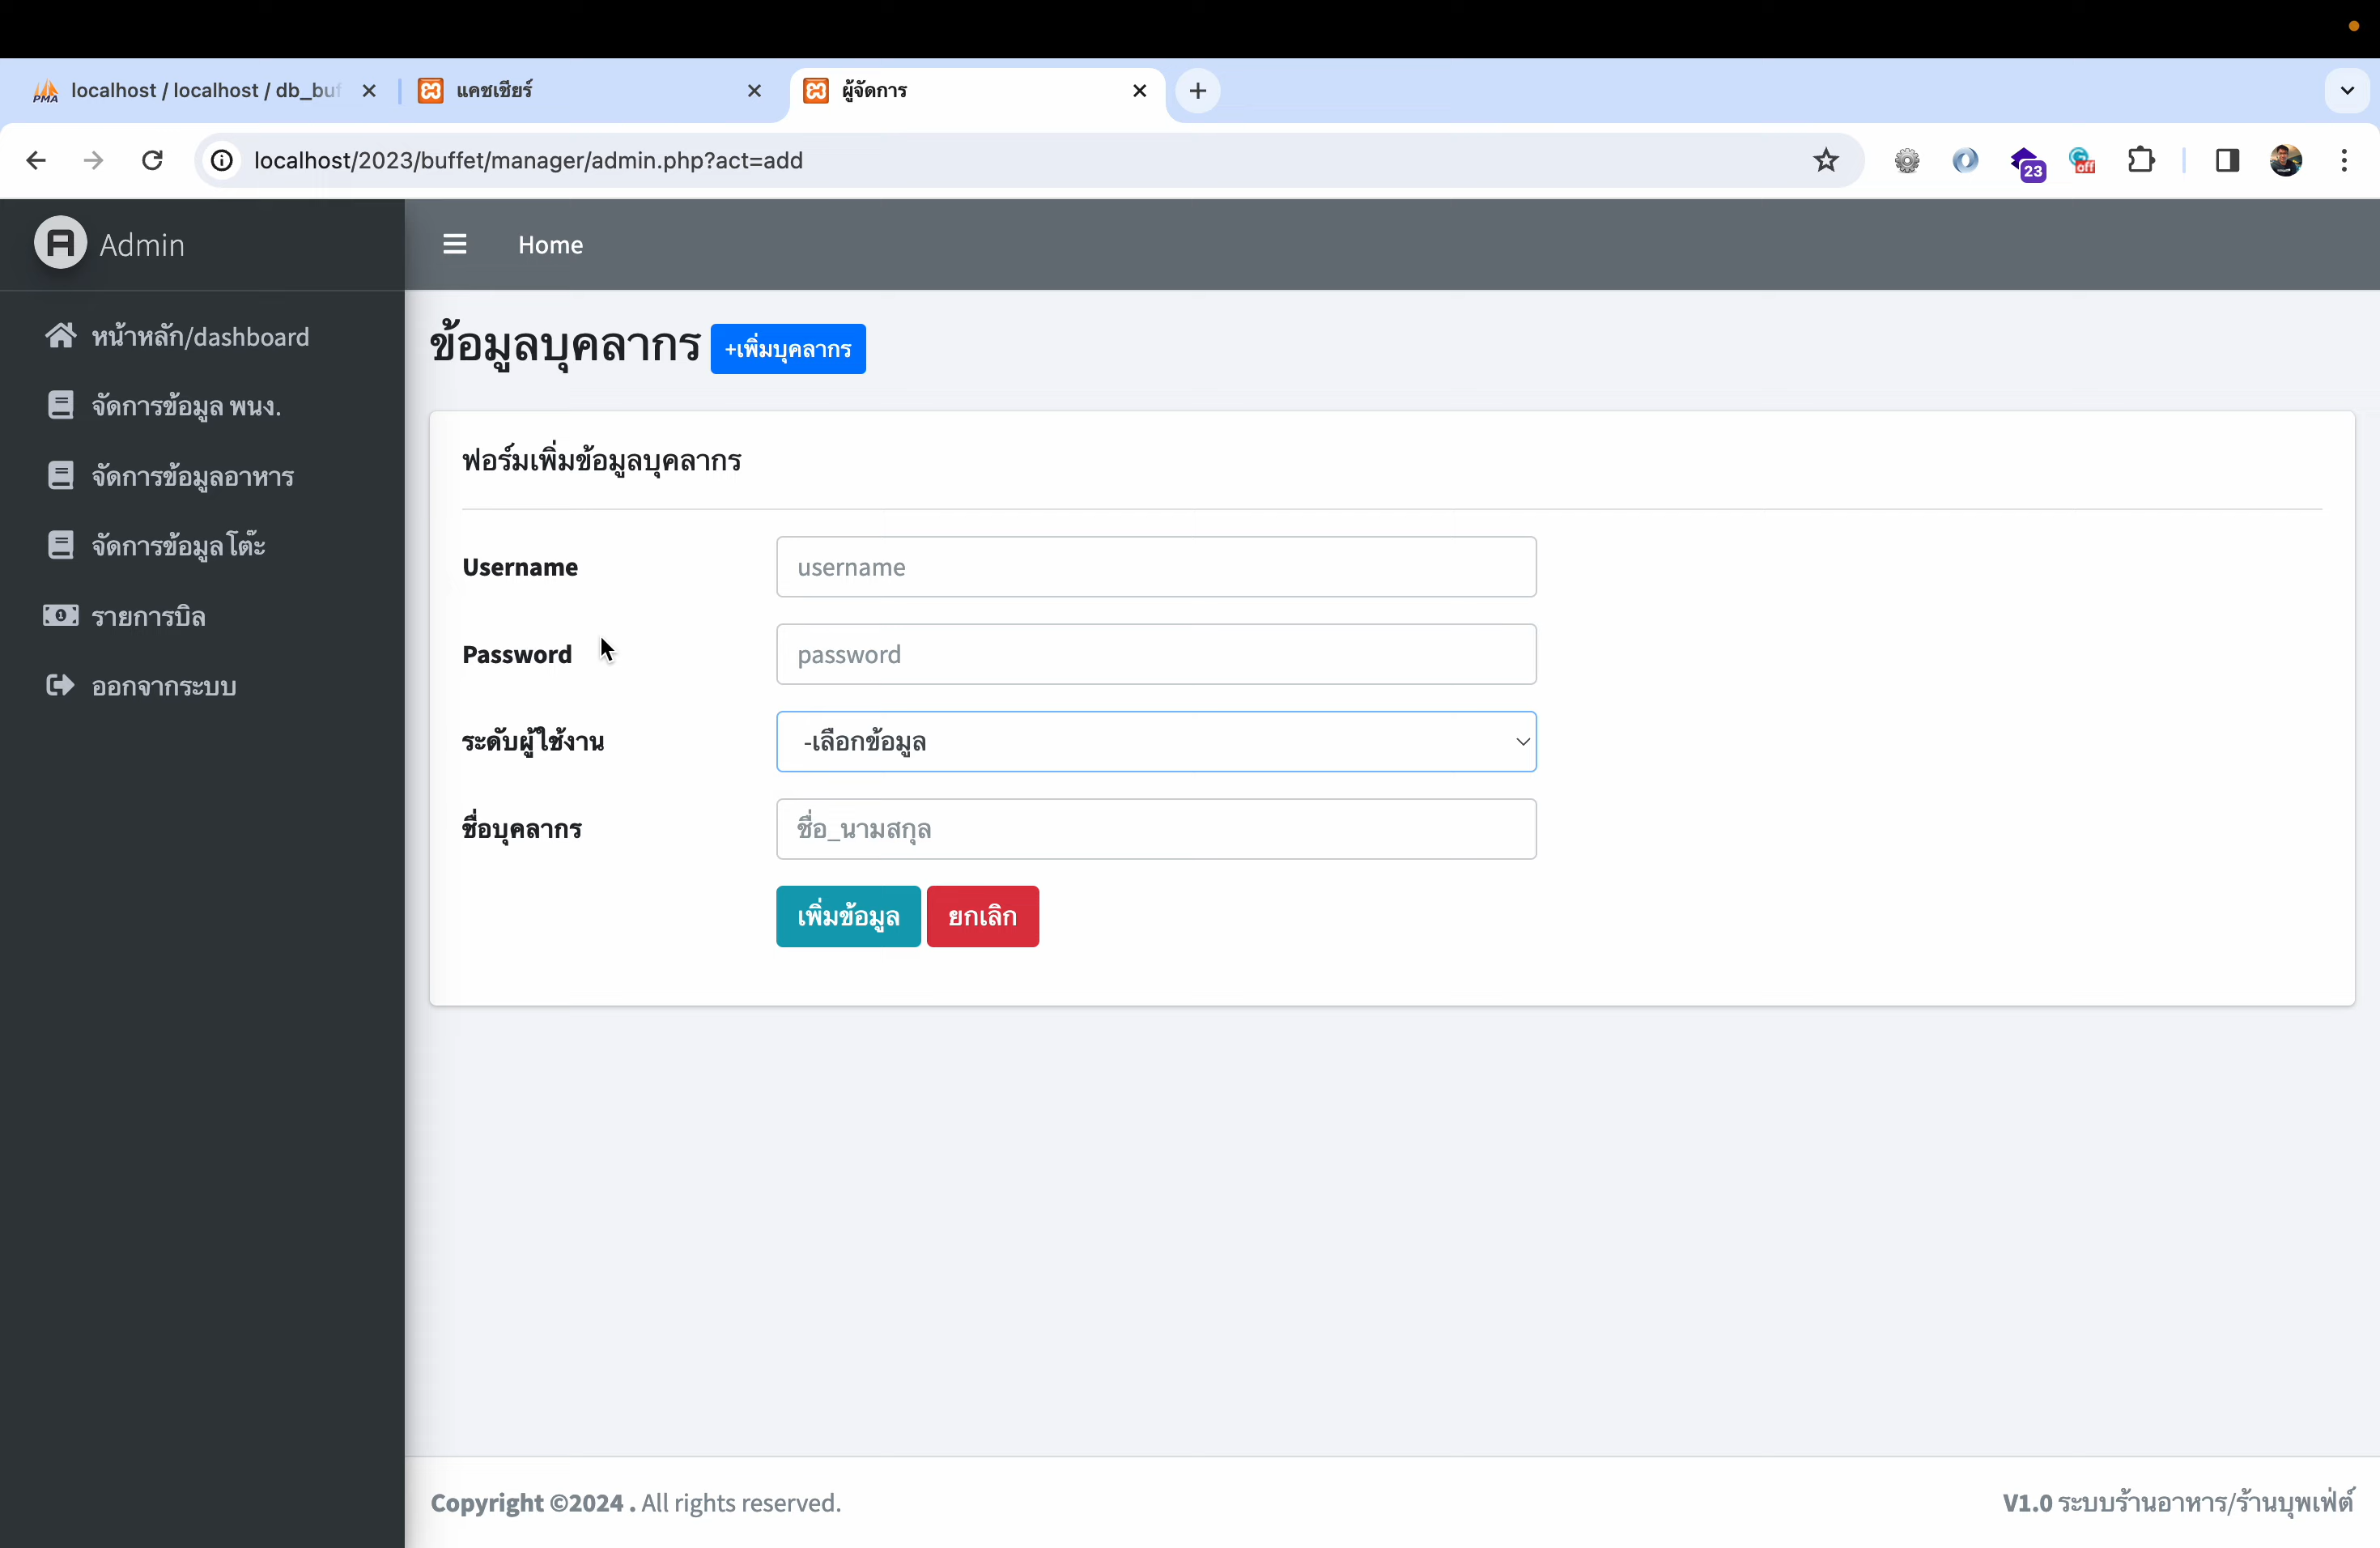 localhost / localhost / db_buf
แคชเชียร์
ผู้จัดการ
localhost/2023/buffet/manager/admin.php?act=add
23
off
Admin
Home
หน้าหลัก/dashboard
จัดการข้อมูล พนง.
จัดการข้อมูลอาหาร
จัดการข้อมูลโต๊ะ
รายการบิล
ออกจากระบบ
ข้อมูลบุคลากร
+เพิ่มบุคลากร
ฟอร์มเพิ่มข้อมูลบุคลากร
Username
username
Password
password
ระดับผู้ใช้งาน
-เลือกข้อมูล
ชื่อบุคลากร
ชื่อ_นามสกุล
เพิ่มข้อมูล
ยกเลิก
Copyright ©2024 . All rights reserved.
V1.0 ระบบร้านอาหาร/ร้านบุพเฟ่ต์